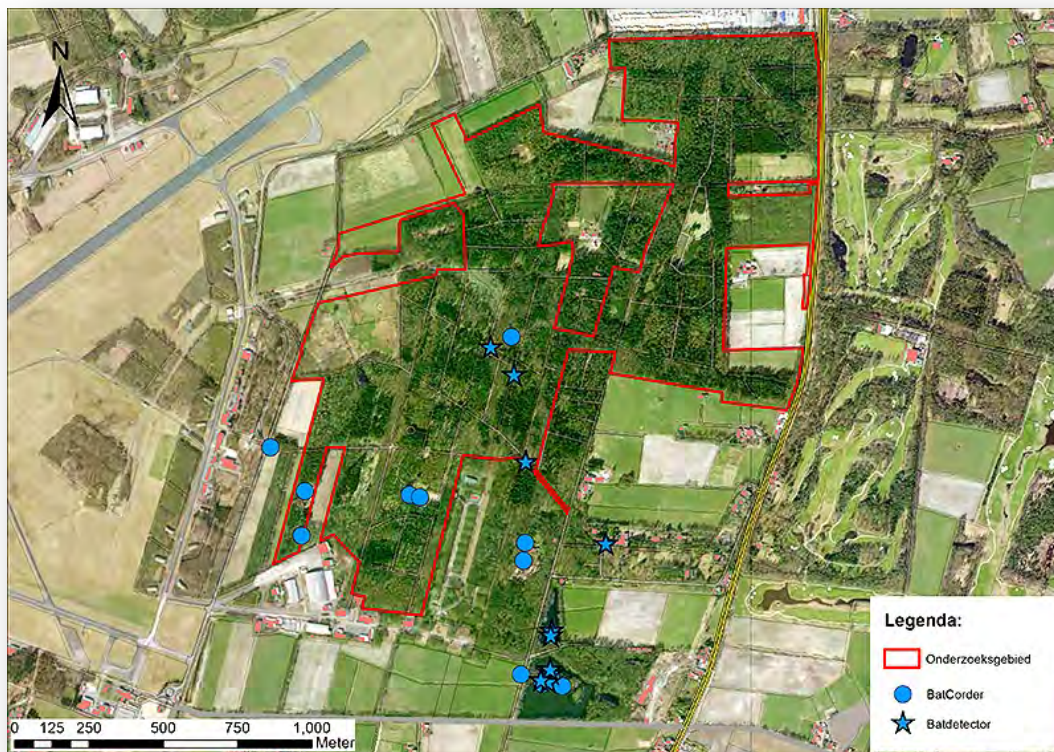 N
Legenda:
Onderzoeksgebied
BatCorder
Batdetector
0 125 250 500 750 1,000
Meter